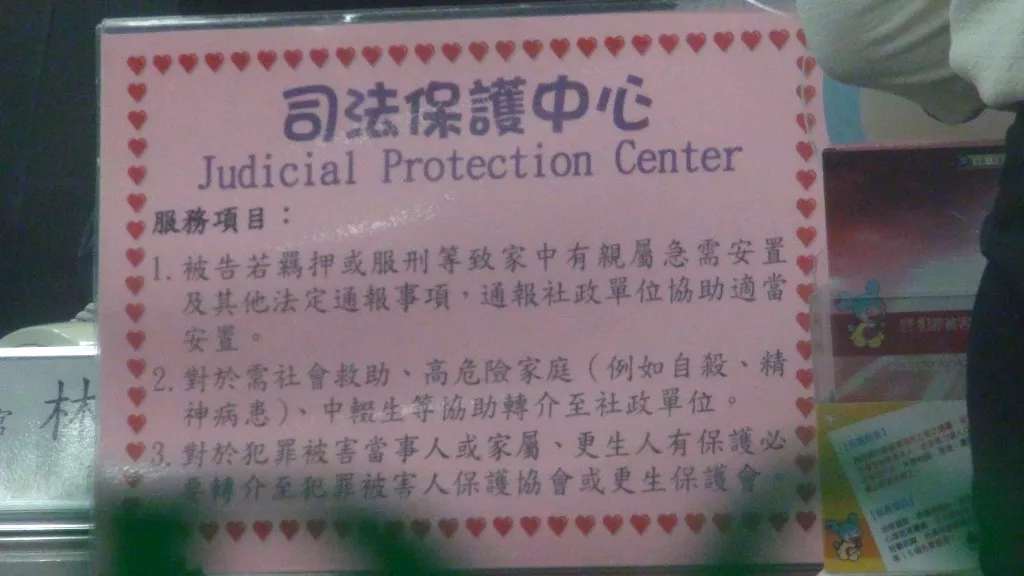 司法保護中心
Judicial Protection Center
服務項目：
1. 被告若羈押或服刑等致家中有親屬急需安置
及其他法定通報事項，通報社政單位協助適當
安置。
2. 對於需社會救助、高危險家庭（例如自殺、精
神病患）、中輟生等協助轉介至社政單位。
3. 對於犯罪被害當事人或家屬、更生人有保護必
要轉介至犯罪被害人保護協會或更生保護會。
林